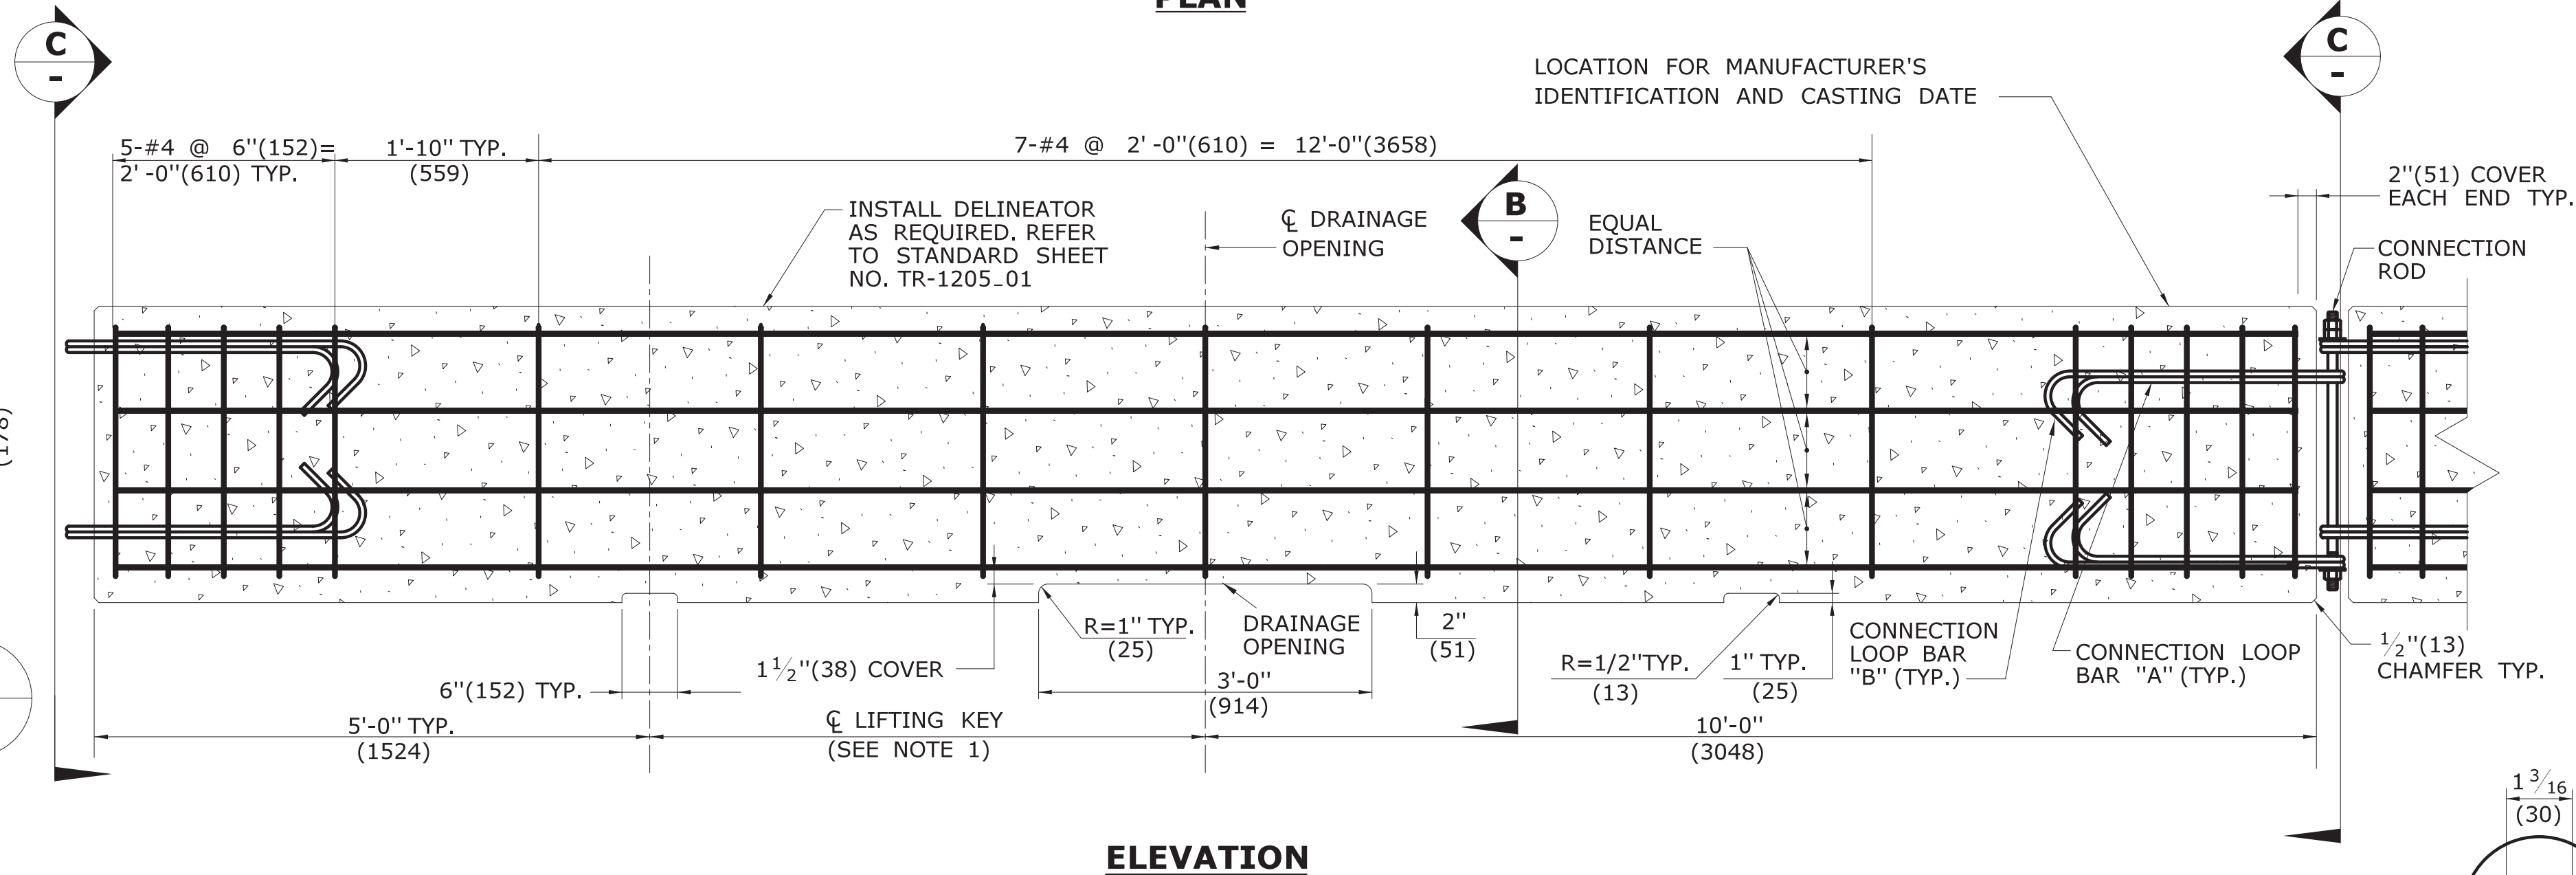 PLAN
C
-
C
-
LOCATION FOR MANUFACTURER'S
IDENTIFICATION AND CASTING DATE
5-#4 @ 6"(152)=
2'-0"(610) TYP.
1'-10" TYP.
(559)
7-#4 @ 2'-0"(610) = 12'-0"(3658)
2"(51) COVER
EACH END TYP.
INSTALL DELINEATOR
AS REQUIRED. REFER
TO STANDARD SHEET
NO. TR-1205_01
℄ DRAINAGE
OPENING
B
-
EQUAL
DISTANCE
CONNECTION
ROD
(178)
R=1" TYP.
(25)
DRAINAGE
OPENING
2"
(51)
1½"(38) COVER
6"(152) TYP.
3'-0"
(914)
R=1/2"TYP.
(13)
1" TYP.
(25)
CONNECTION
LOOP BAR
"B" (TYP.)
CONNECTION LOOP
BAR "A" (TYP.)
½"(13)
CHAMFER TYP.
5'-0" TYP.
(1524)
℄ LIFTING KEY
(SEE NOTE 1)
10'-0"
(3048)
1 3/16
(30)
ELEVATION